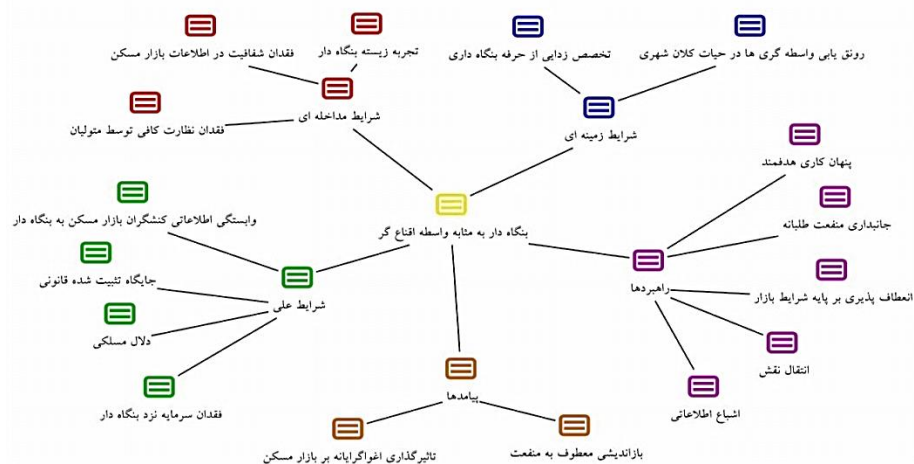 رونق یابی واسطه گری ها در حیات کلان شهری
تخصص زدایی از حرفه بنگاه داری
تجربه زیسته بنگاه دار
فقدان شفافیت در اطلاعات بازار مسکن
شرایط مداخله ای
فقدان نظارت کافی توسط متولیان
شرایط زمینه ای
پنهان کاری هدفمند
جانبداری منفعت طلبانه
وابستگی اطلاعاتی کنشگران بازار مسکن به بنگاه دار
بنگاه دار به مثابه واسطه اقناع گر
راهبردها
جایگاه تثبیت شده قانونی
شرایط علی
انعطاف پذیری بر پایه شرایط بازار
دلال مسلکی
انتقال نقش
پیامدها
فقدان سرمایه نزد بنگاه دار
اشباع اطلاعاتی
بازاندیشی معطوف به منفعت
تاثیرگذاری اغواگرایانه بر بازار مسکن